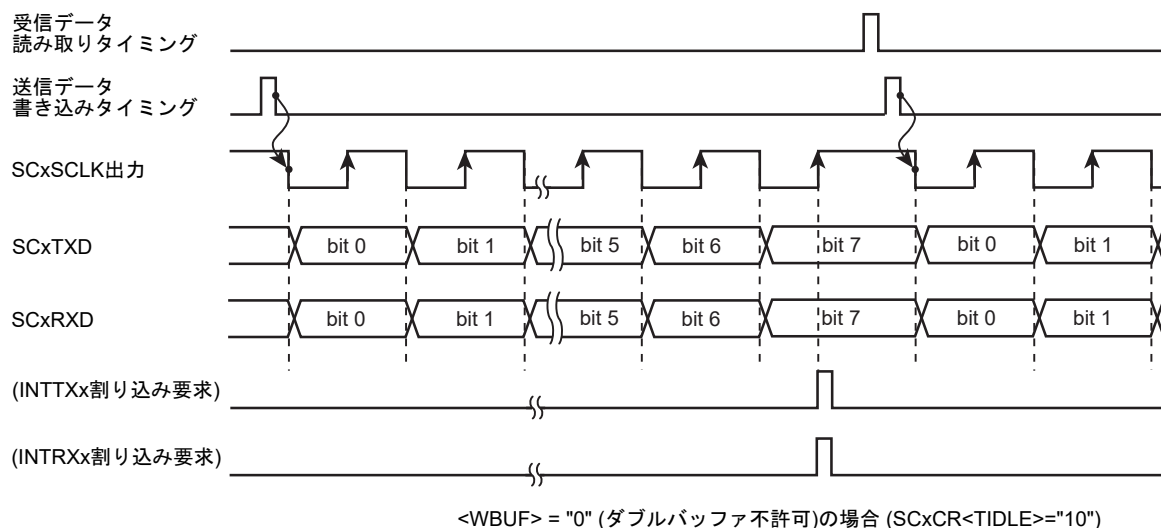 受信データ
読み取りタイミング
送信データ
書き込みタイミング
SCxSCLK出力
SCxTXD bit 0 bit 1 bit 5 bit 6 bit 7 bit 0 bit 1
SCxRXD bit 0 bit 1 bit 5 bit 6 bit 7 bit 0 bit 1
(INTTXx割り込み要求)
(INTRXx割り込み要求)
<WBUF> = "0" (ダブルバッファ不許可)の場合 (SCxCR<TIDLE>="10")